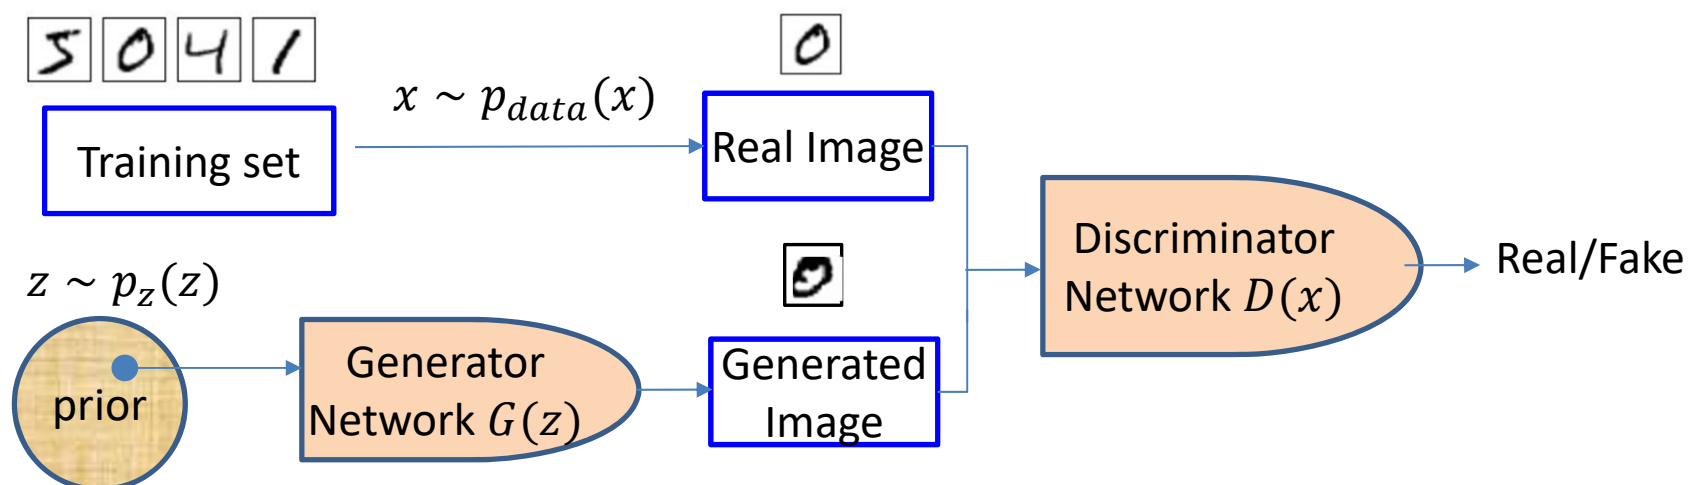 5 0 4 1
0
x ~ p_data(x)
Training set
Real Image
z ~ p_z(z)
prior
Generator
Network G(z)
Generated
Image
Discriminator
Network D(x)
Real/Fake